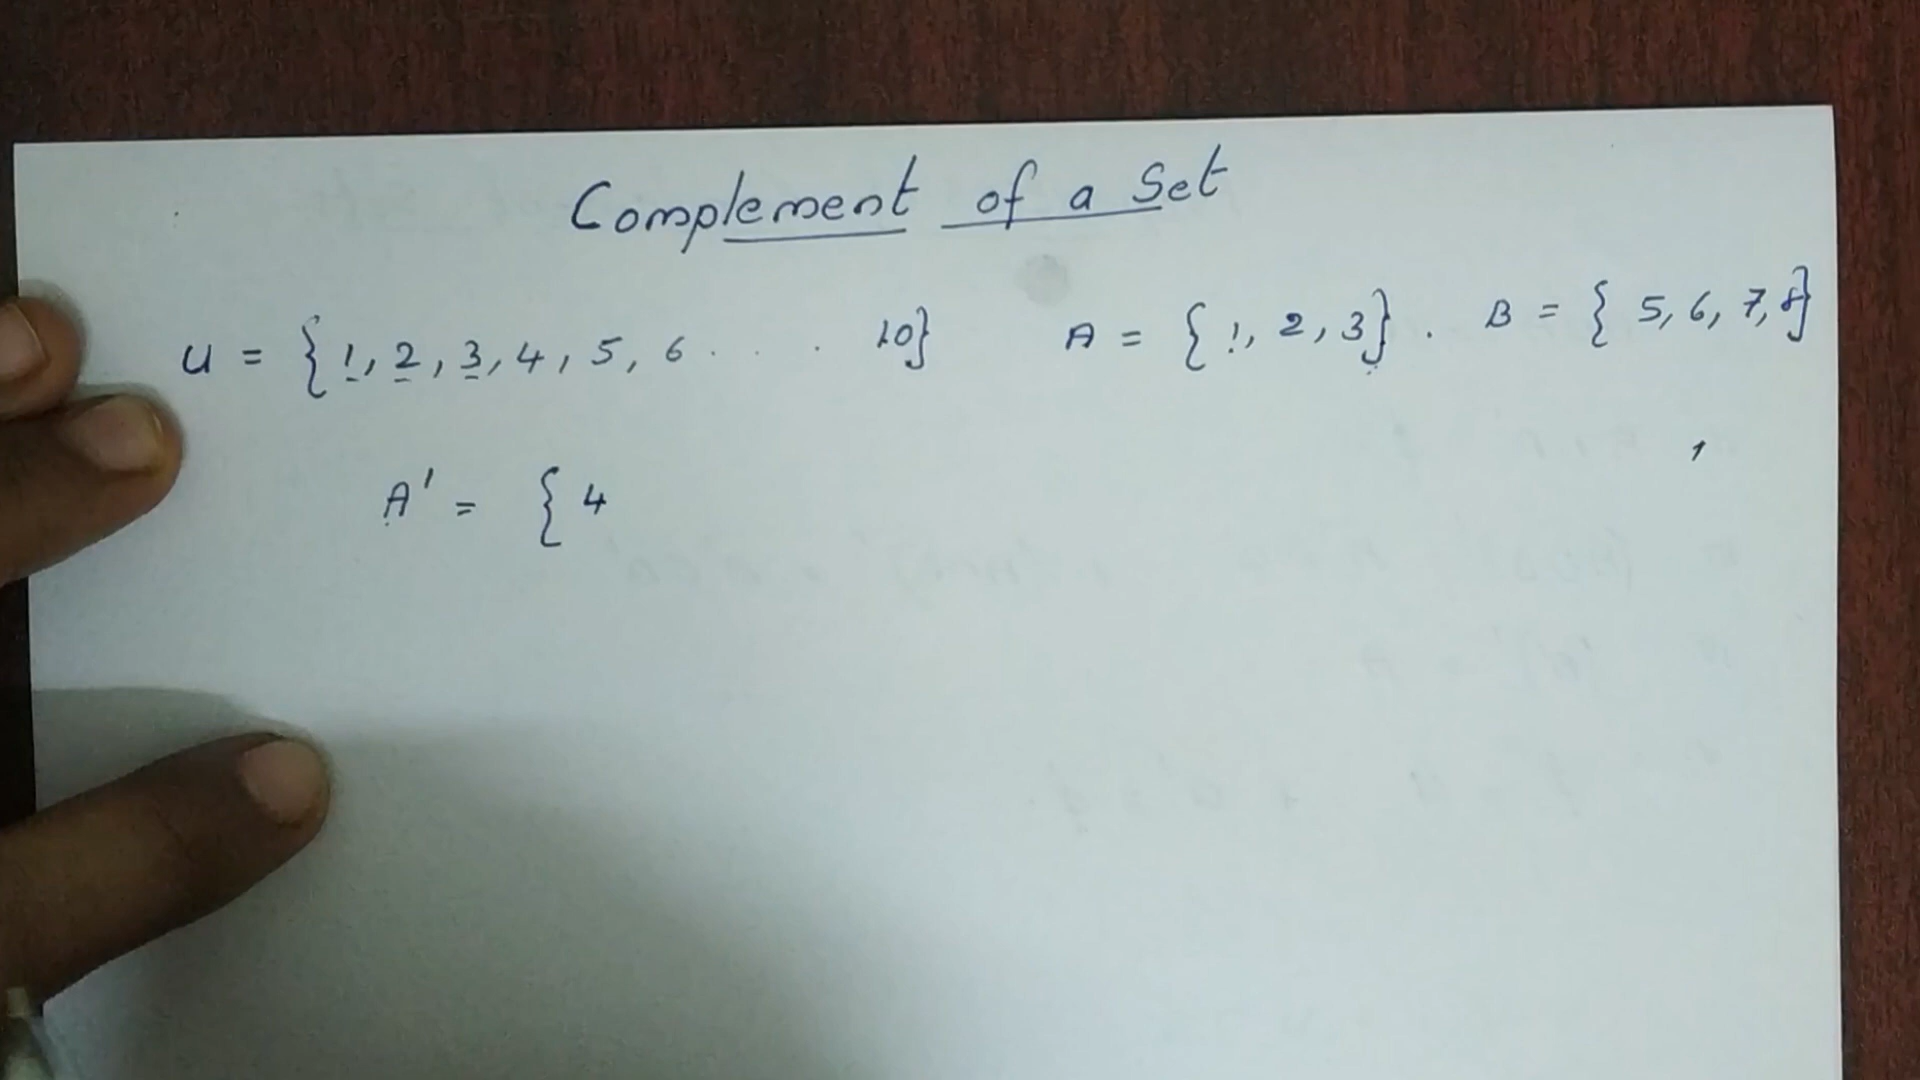 Complement of a Set
U = {1, 2, 3, 4, 5, 6 . . . 10} A = {1, 2, 3} . B = {5, 6, 7, 8}
A' = {4